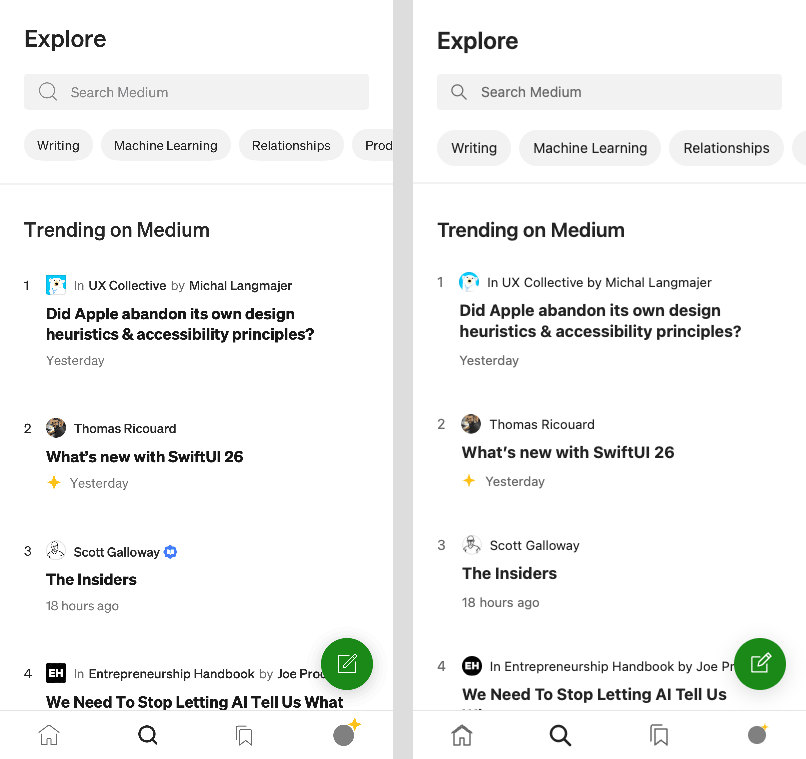 Explore
Search Medium
Writing
Machine Learning
Relationships
Prod
Trending on Medium
1
In UX Collective by Michal Langmajer
Did Apple abandon its own design
heuristics & accessibility principles?
Yesterday
2
Thomas Ricouard
What's new with SwiftUI 26
Yesterday
3
Scott Galloway
The Insiders
18 hours ago
4
EH
In Entrepreneurship Handbook by Joe Proc
We Need To Stop Letting AI Tell Us What
Explore
Search Medium
Writing
Machine Learning
Relationships
Trending on Medium
1
In UX Collective by Michal Langmajer
Did Apple abandon its own design
heuristics & accessibility principles?
Yesterday
2
Thomas Ricouard
What's new with SwiftUI 26
Yesterday
3
Scott Galloway
The Insiders
18 hours ago
4
EH
In Entrepreneurship Handbook by Joe Pr
We Need To Stop Letting AI Tell Us